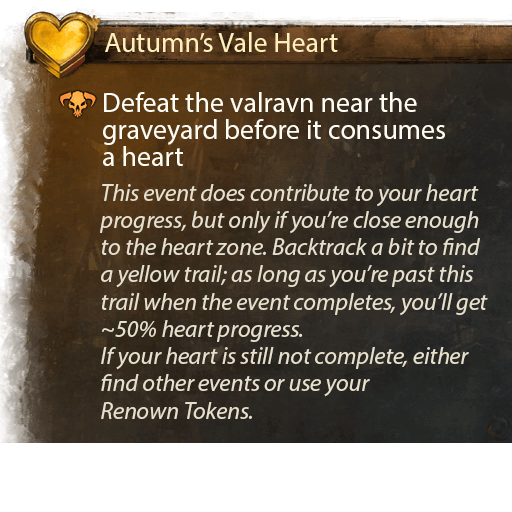 Autumn’s Vale Heart
Defeat the valravn near the
graveyard before it consumes
a heart
This event does contribute to your heart
progress, but only if you’re close enough
to the heart zone. Backtrack a bit to find
a yellow trail; as long as you’re past this
trail when the event completes, you’ll get
~50% heart progress.
If your heart is still not complete, either
find other events or use your
Renown Tokens.